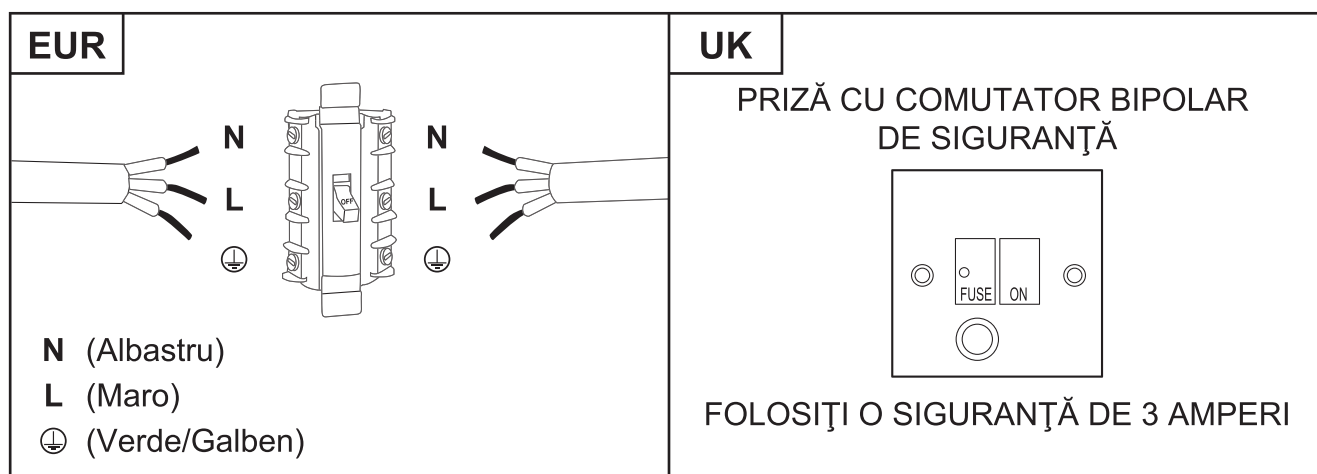 EUR
N
N
L
L
OFF
N (Albastru)
L (Maro)
(Verde/Galben)
UK
PRIZĂ CU COMUTATOR BIPOLAR
DE SIGURANŢĂ
FUSE
ON
FOLOSIŢI O SIGURANŢĂ DE 3 AMPERI